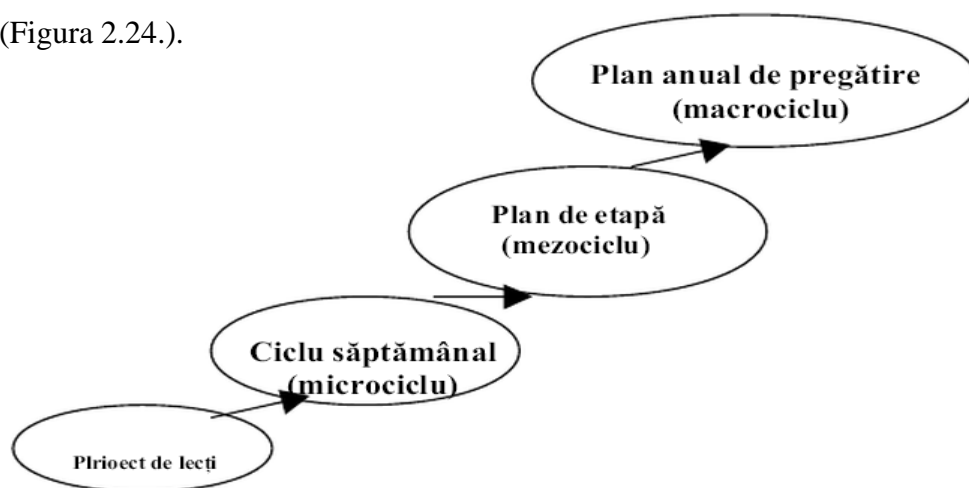 (Figura 2.24.).
Plan anual de pregătire
(macrociclu)
Plan de etapă
(mezociclu)
Ciclu săptămânal
(microciclu)
Plrioect de lecți